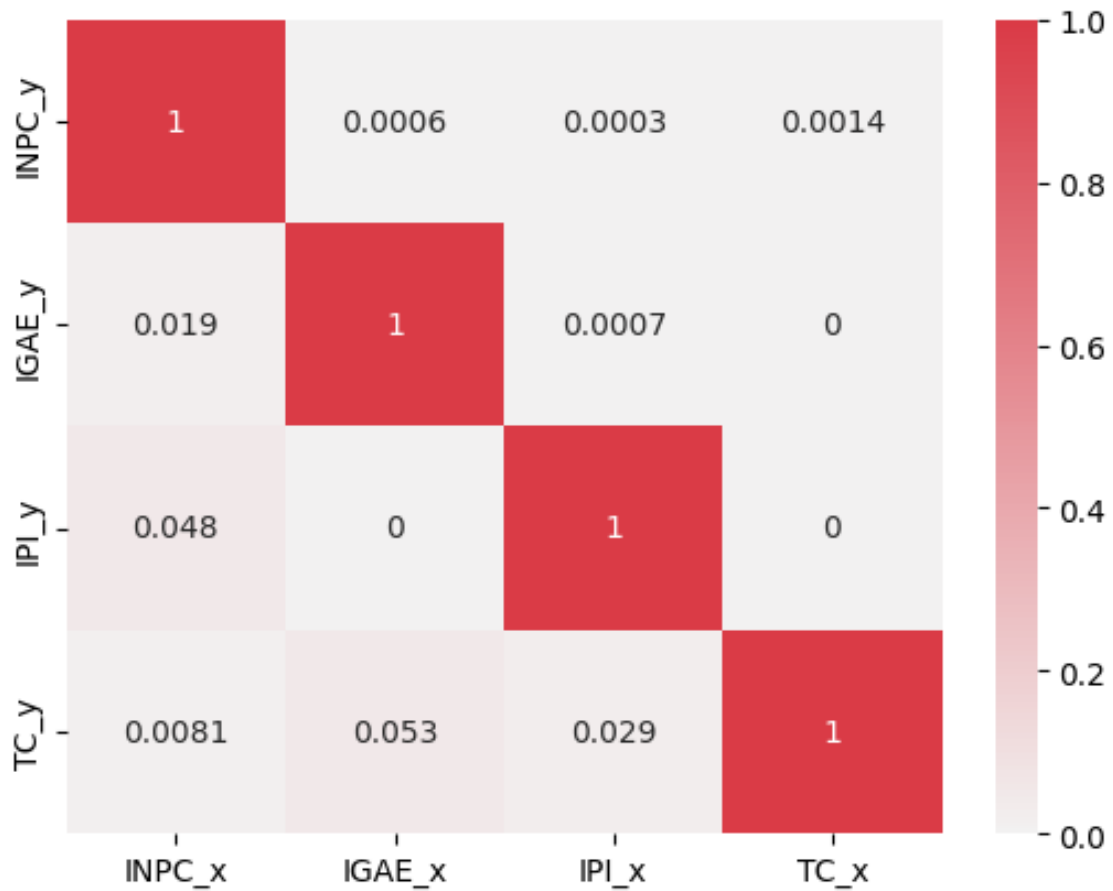 INPC_y 1 0.0006 0.0003 0.0014
IGAE_y 0.019 1 0.0007 0
IPI_y 0.048 0 1 0
TC_y 0.0081 0.053 0.029 1
INPC_x IGAE_x IPI_x TC_x
1.0
0.8
0.6
0.4
0.2
0.0